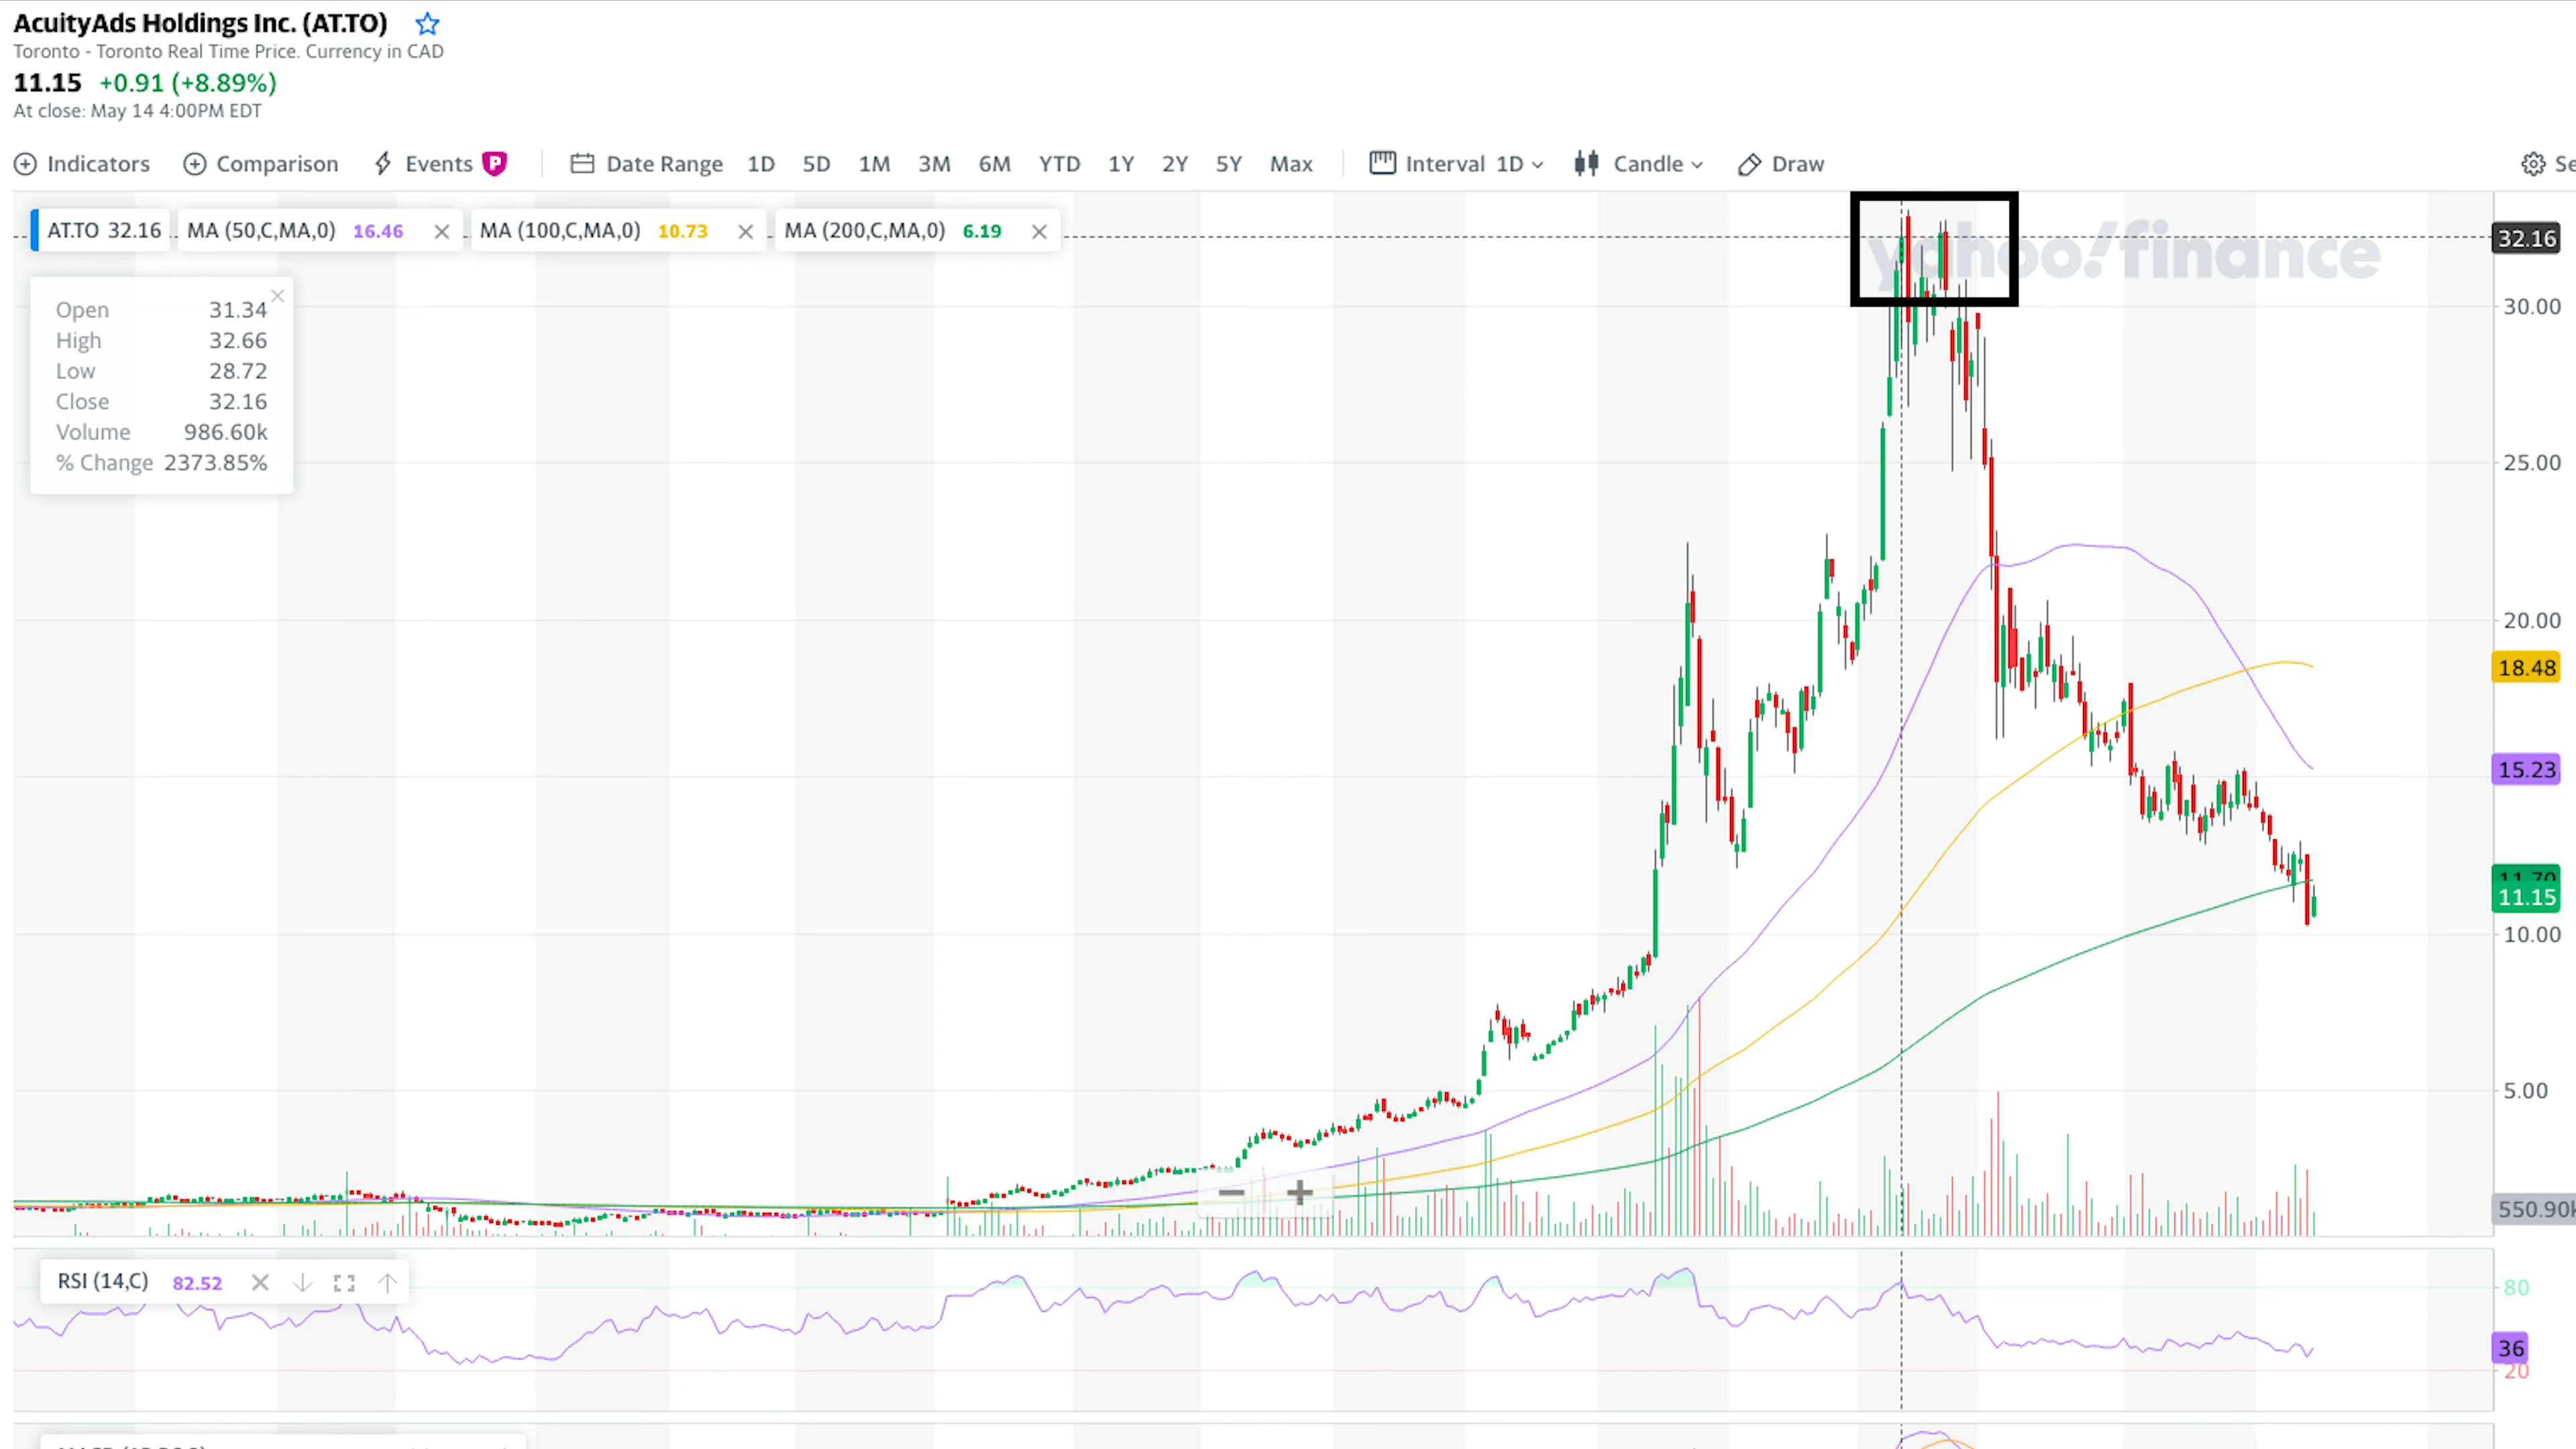 AcuityAds Holdings Inc. (AT.TO)
Toronto - Toronto Real Time Price. Currency in CAD
11.15 +0.91 (+8.89%)
At close: May 14 4:00PM EDT
Indicators Comparison Events P Date Range 1D 5D 1M 3M 6M YTD 1Y 2Y 5Y Max Interval 1D Candle Draw
AT.TO 32.16 MA (50,C,MA,0) 16.46 MA (100,C,MA,0) 10.73 MA (200,C,MA,0) 6.19
yahoo!finance
32.16
Open 31.34
High 32.66
Low 28.72
Close 32.16
Volume 986.60k
% Change 2373.85%
30.00
25.00
20.00
18.48
15.23
11.70
11.15
10.00
5.00
550.90k
RSI (14,C) 82.52
80
36
20